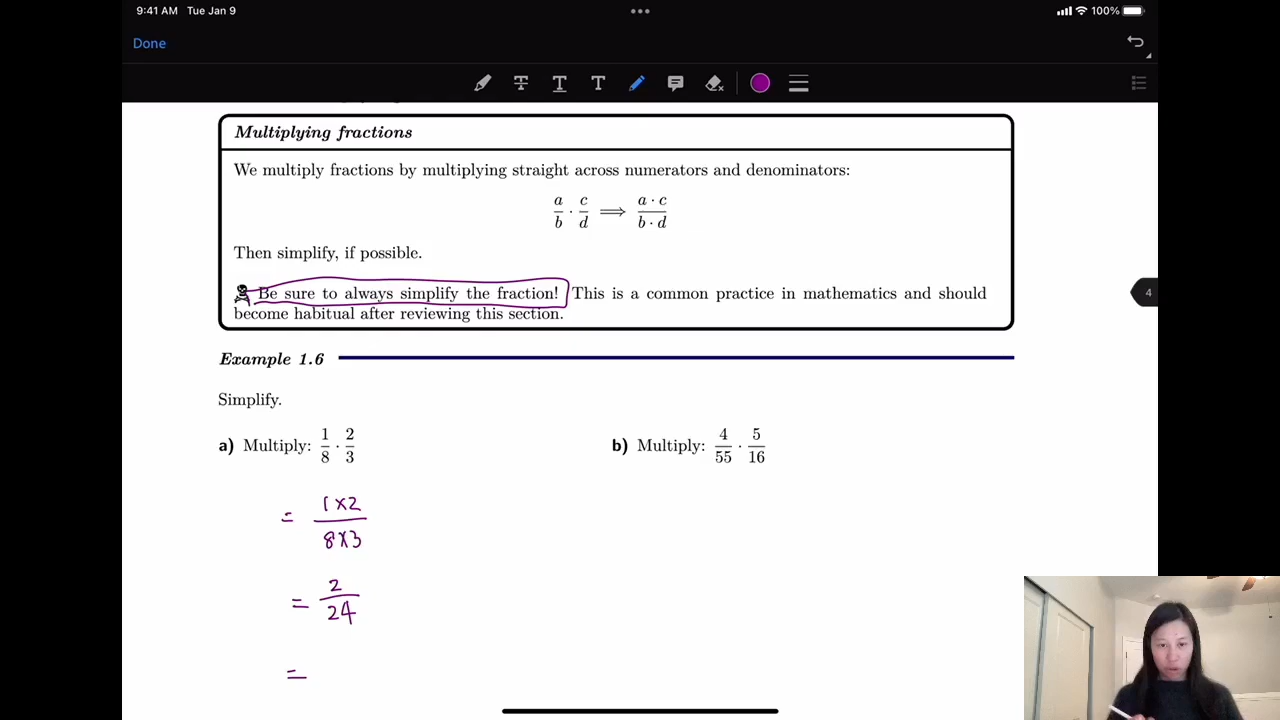 9:41 AM Tue Jan 9
100%
Done
Multiplying fractions
We multiply fractions by multiplying straight across numerators and denominators:
a/b · c/d ⟹ a · c / b · d
Then simplify, if possible.
☠ Be sure to always simplify the fraction! This is a common practice in mathematics and should
become habitual after reviewing this section.
4
Example 1.6
Simplify.
a) Multiply: 1/8 · 2/3
b) Multiply: 4/55 · 5/16
= 1×2 / 8×3
= 2/24
=